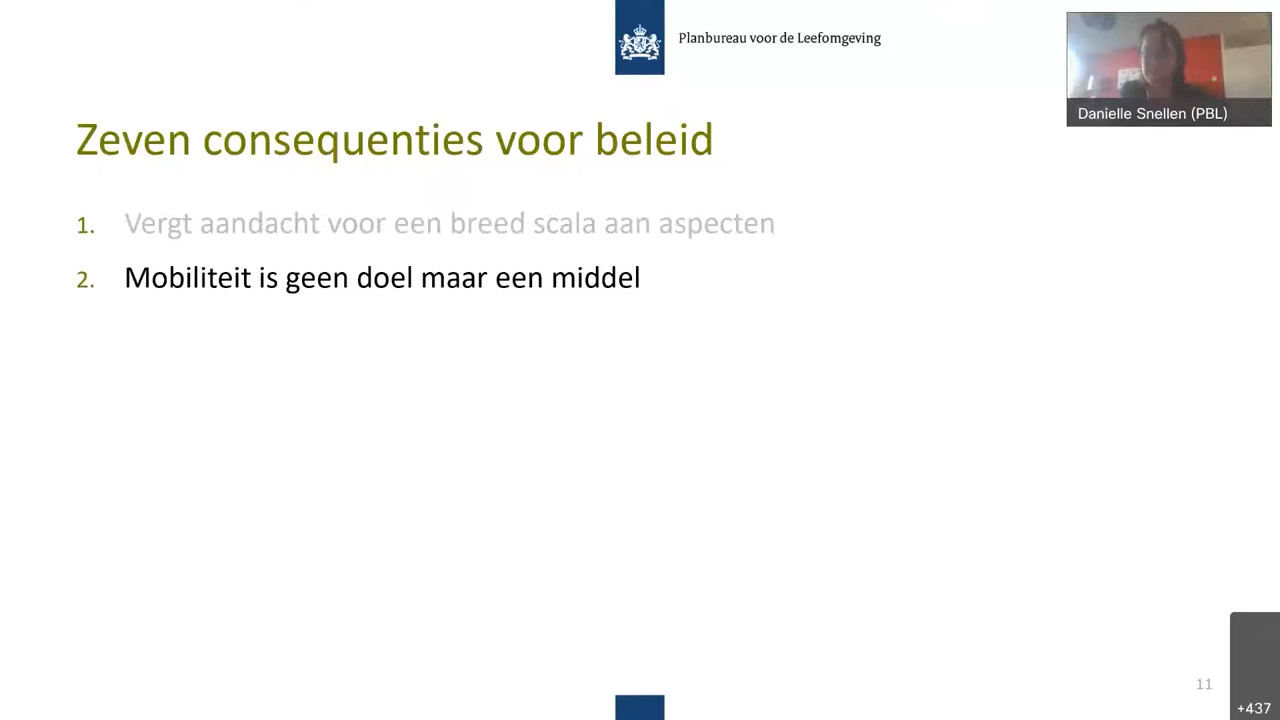 Planbureau voor de Leefomgeving
Danielle Snellen (PBL)
Zeven consequenties voor beleid
1. Vergt aandacht voor een breed scala aan aspecten
2. Mobiliteit is geen doel maar een middel
11
+437